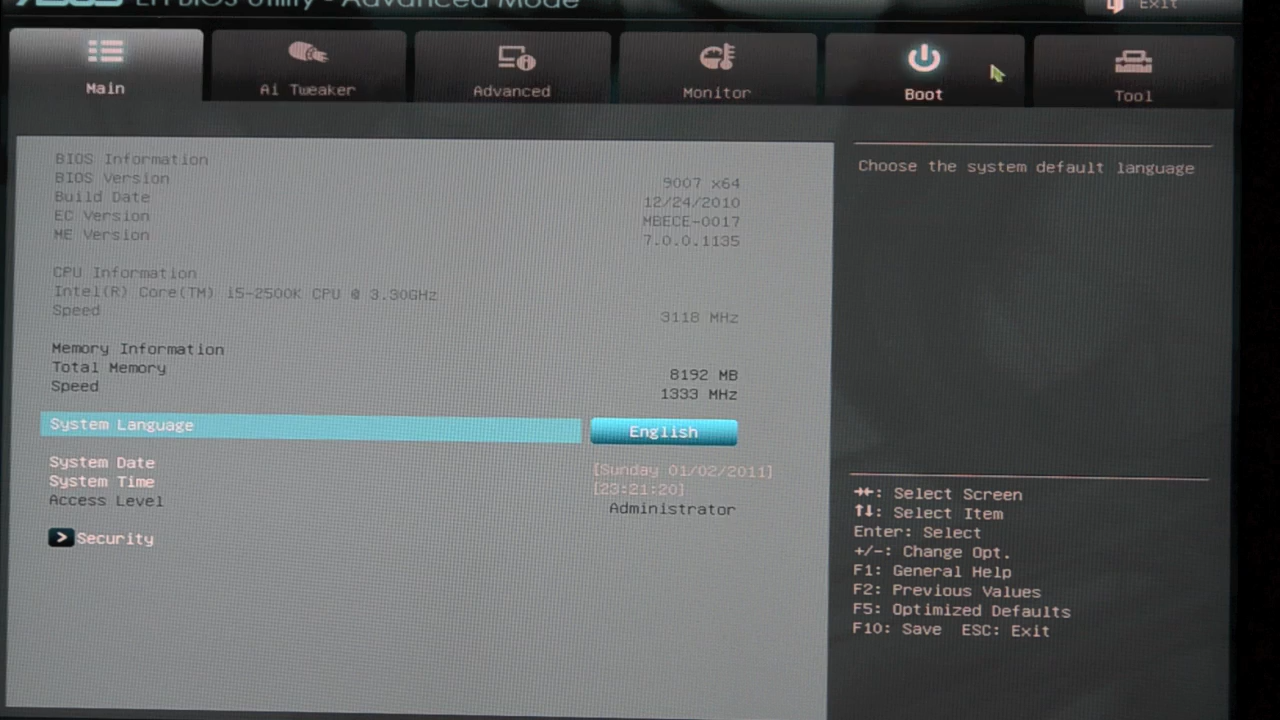 EFI BIOS Utility - Advanced Mode
Exit
Main
Ai Tweaker
Advanced
Monitor
Boot
Tool
BIOS Information
BIOS Version 9007 x64
Build Date 12/24/2010
EC Version MBECE-0017
ME Version 7.0.0.1135
CPU Information
Intel(R) Core(TM) i5-2500K CPU @ 3.30GHz
Speed 3118 MHz
Memory Information
Total Memory 8192 MB
Speed 1333 MHz
System Language English
System Date [Sunday 01/02/2011]
System Time [23:21:20]
Access Level Administrator
> Security
Choose the system default language
→←: Select Screen
↑↓: Select Item
Enter: Select
+/-: Change Opt.
F1: General Help
F2: Previous Values
F5: Optimized Defaults
F10: Save ESC: Exit